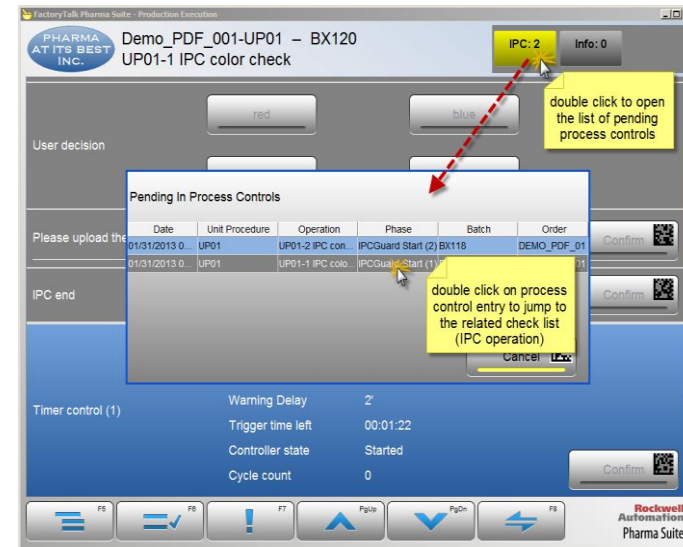 FactoryTalk Pharma Suite - Production Execution
PHARMA
AT ITS BEST
INC.
Demo_PDF_001-UP01 – BX120
UP01-1 IPC color check
IPC: 2
Info: 0
double click to open
the list of pending
process controls
red
blue
User decision
Pending In Process Controls
Date Unit Procedure Operation Phase Batch Order
01/31/2013 0... UP01 UP01-2 IPC con... IPCGuard Start (2) BX118 DEMO_PDF_01
01/31/2013 0... UP01 UP01-1 IPC colo... IPCGuard Start (1)
Please upload the
Confirm
IPC end
Confirm
double click on process
control entry to jump to
the related check list
(IPC operation)
Cancel
Timer control (1)
Warning Delay 2'
Trigger time left 00:01:22
Controller state Started
Cycle count 0
Confirm
F5
F6
F7
PgUp
PgDn
F8
Rockwell
Automation
Pharma Suite